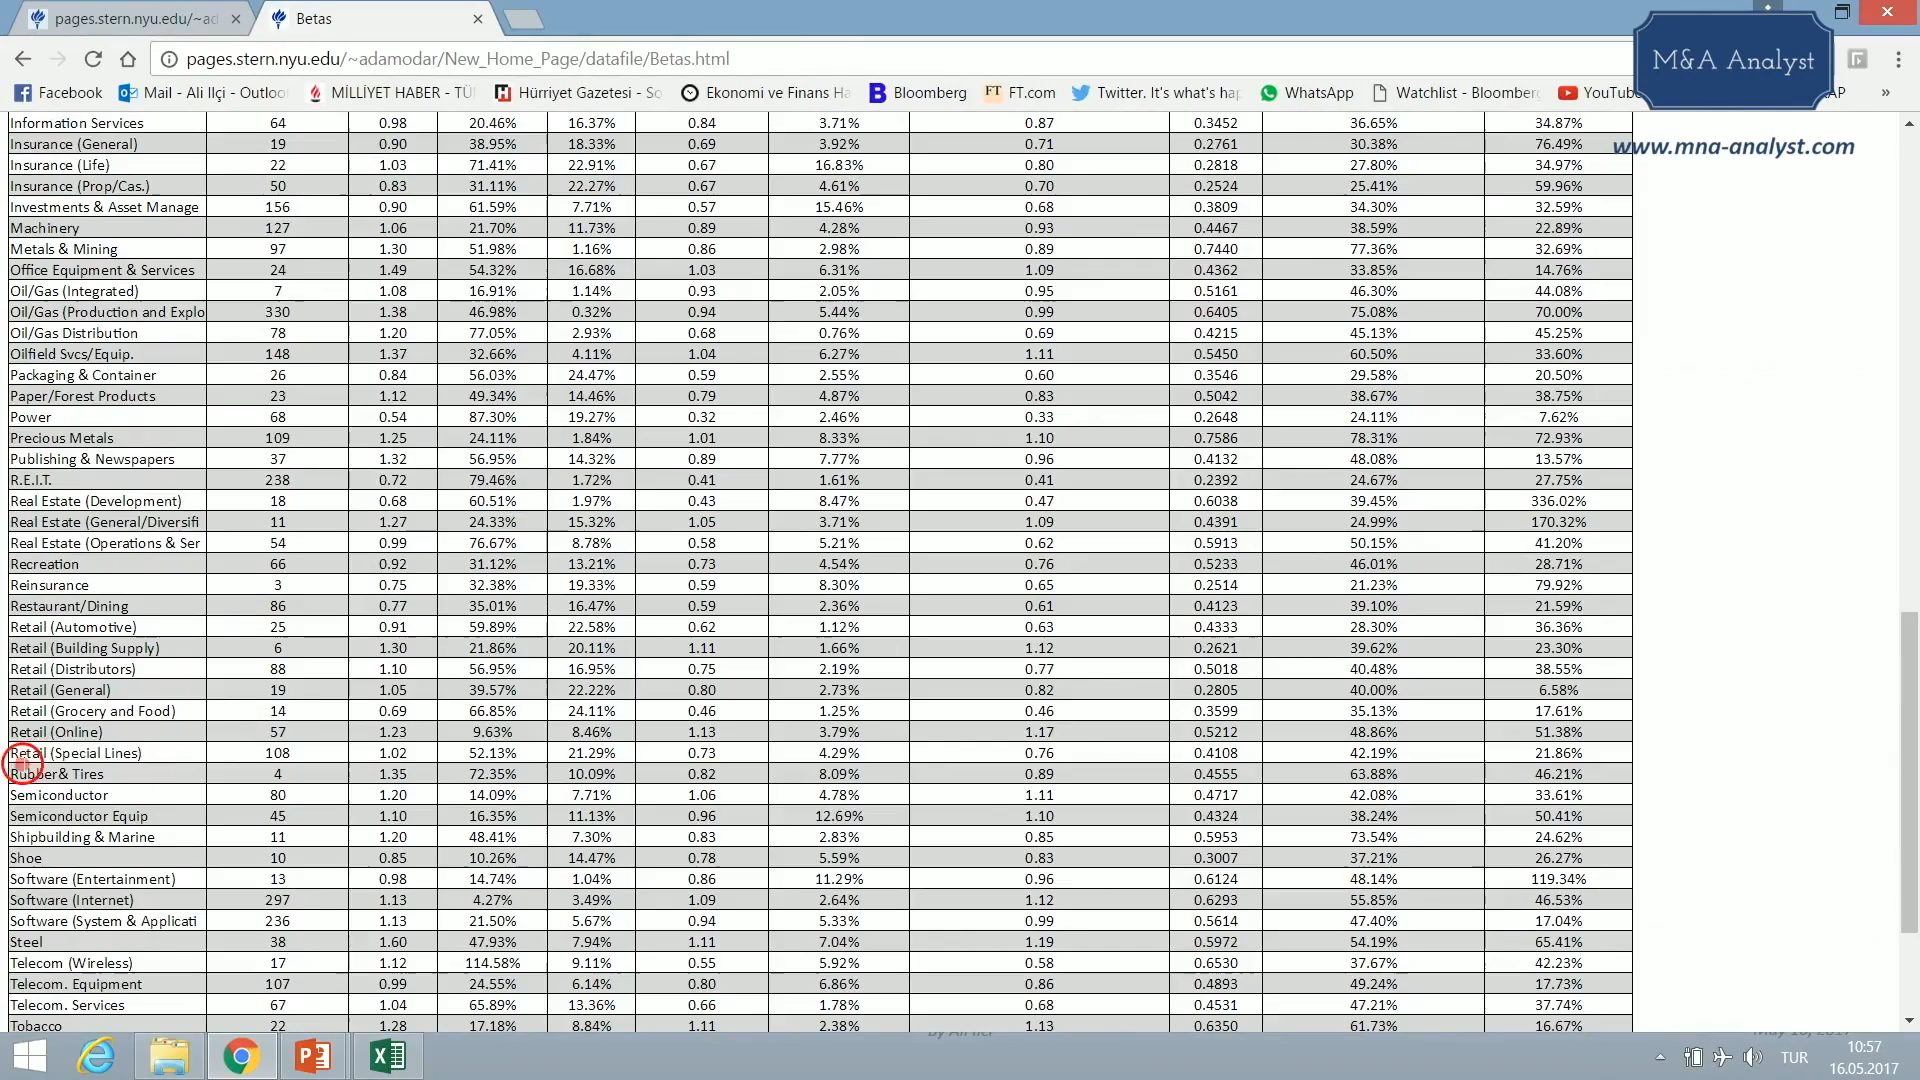 pages.stern.nyu.edu/~ad
Betas
pages.stern.nyu.edu/~adamodar/New_Home_Page/datafile/Betas.html
M&A Analyst
Facebook Mail - Ali Ilçi - Outloo MİLLİYET HABER - TÜ Hürriyet Gazetesi - So Ekonomi ve Finans Ha Bloomberg FT.com Twitter. It's what's hap WhatsApp Watchlist - Bloomberg YouTub AP »
www.mna-analyst.com
Information Services 64 0.98 20.46% 16.37% 0.84 3.71% 0.87 0.3452 36.65% 34.87%
Insurance (General) 19 0.90 38.95% 18.33% 0.69 3.92% 0.71 0.2761 30.38% 76.49%
Insurance (Life) 22 1.03 71.41% 22.91% 0.67 16.83% 0.80 0.2818 27.80% 34.97%
Insurance (Prop/Cas.) 50 0.83 31.11% 22.27% 0.67 4.61% 0.70 0.2524 25.41% 59.96%
Investments & Asset Manage 156 0.90 61.59% 7.71% 0.57 15.46% 0.68 0.3809 34.30% 32.59%
Machinery 127 1.06 21.70% 11.73% 0.89 4.28% 0.93 0.4467 38.59% 22.89%
Metals & Mining 97 1.30 51.98% 1.16% 0.86 2.98% 0.89 0.7440 77.36% 32.69%
Office Equipment & Services 24 1.49 54.32% 16.68% 1.03 6.31% 1.09 0.4362 33.85% 14.76%
Oil/Gas (Integrated) 7 1.08 16.91% 1.14% 0.93 2.05% 0.95 0.5161 46.30% 44.08%
Oil/Gas (Production and Explo 330 1.38 46.98% 0.32% 0.94 5.44% 0.99 0.6405 75.08% 70.00%
Oil/Gas Distribution 78 1.20 77.05% 2.93% 0.68 0.76% 0.69 0.4215 45.13% 45.25%
Oilfield Svcs/Equip. 148 1.37 32.66% 4.11% 1.04 6.27% 1.11 0.5450 60.50% 33.60%
Packaging & Container 26 0.84 56.03% 24.47% 0.59 2.55% 0.60 0.3546 29.58% 20.50%
Paper/Forest Products 23 1.12 49.34% 14.46% 0.79 4.87% 0.83 0.5042 38.67% 38.75%
Power 68 0.54 87.30% 19.27% 0.32 2.46% 0.33 0.2648 24.11% 7.62%
Precious Metals 109 1.25 24.11% 1.84% 1.01 8.33% 1.10 0.7586 78.31% 72.93%
Publishing & Newspapers 37 1.32 56.95% 14.32% 0.89 7.77% 0.96 0.4132 48.08% 13.57%
R.E.I.T. 238 0.72 79.46% 1.72% 0.41 1.61% 0.41 0.2392 24.67% 27.75%
Real Estate (Development) 18 0.68 60.51% 1.97% 0.43 8.47% 0.47 0.6038 39.45% 336.02%
Real Estate (General/Diversifi 11 1.27 24.33% 15.32% 1.05 3.71% 1.09 0.4391 24.99% 170.32%
Real Estate (Operations & Ser 54 0.99 76.67% 8.78% 0.58 5.21% 0.62 0.5913 50.15% 41.20%
Recreation 66 0.92 31.12% 13.21% 0.73 4.54% 0.76 0.5233 46.01% 28.71%
Reinsurance 3 0.75 32.38% 19.33% 0.59 8.30% 0.65 0.2514 21.23% 79.92%
Restaurant/Dining 86 0.77 35.01% 16.47% 0.59 2.36% 0.61 0.4123 39.10% 21.59%
Retail (Automotive) 25 0.91 59.89% 22.58% 0.62 1.12% 0.63 0.4333 28.30% 36.36%
Retail (Building Supply) 6 1.30 21.86% 20.11% 1.11 1.66% 1.12 0.2621 39.62% 23.30%
Retail (Distributors) 88 1.10 56.95% 16.95% 0.75 2.19% 0.77 0.5018 40.48% 38.55%
Retail (General) 19 1.05 39.57% 22.22% 0.80 2.73% 0.82 0.2805 40.00% 6.58%
Retail (Grocery and Food) 14 0.69 66.85% 24.11% 0.46 1.25% 0.46 0.3599 35.13% 17.61%
Retail (Online) 57 1.23 9.63% 8.46% 1.13 3.79% 1.17 0.5212 48.86% 51.38%
Retail (Special Lines) 108 1.02 52.13% 21.29% 0.73 4.29% 0.76 0.4108 42.19% 21.86%
Rubber& Tires 4 1.35 72.35% 10.09% 0.82 8.09% 0.89 0.4555 63.88% 46.21%
Semiconductor 80 1.20 14.09% 7.71% 1.06 4.78% 1.11 0.4717 42.08% 33.61%
Semiconductor Equip 45 1.10 16.35% 11.13% 0.96 12.69% 1.10 0.4324 38.24% 50.41%
Shipbuilding & Marine 11 1.20 48.41% 7.30% 0.83 2.83% 0.85 0.5953 73.54% 24.62%
Shoe 10 0.85 10.26% 14.47% 0.78 5.59% 0.83 0.3007 37.21% 26.27%
Software (Entertainment) 13 0.98 14.74% 1.04% 0.86 11.29% 0.96 0.6124 48.14% 119.34%
Software (Internet) 297 1.13 4.27% 3.49% 1.09 2.64% 1.12 0.6293 55.85% 46.53%
Software (System & Applicati 236 1.13 21.50% 5.67% 0.94 5.33% 0.99 0.5614 47.40% 17.04%
Steel 38 1.60 47.93% 7.94% 1.11 7.04% 1.19 0.5972 54.19% 65.41%
Telecom (Wireless) 17 1.12 114.58% 9.11% 0.55 5.92% 0.58 0.6530 37.67% 42.23%
Telecom. Equipment 107 0.99 24.55% 6.14% 0.80 6.86% 0.86 0.4893 49.24% 17.73%
Telecom. Services 67 1.04 65.89% 13.36% 0.66 1.78% 0.68 0.4531 47.21% 37.74%
Tobacco 22 1.28 17.18% 8.84% 1.11 2.38% 1.13 0.6350 61.73% 16.67%
TUR
10:57
16.05.2017